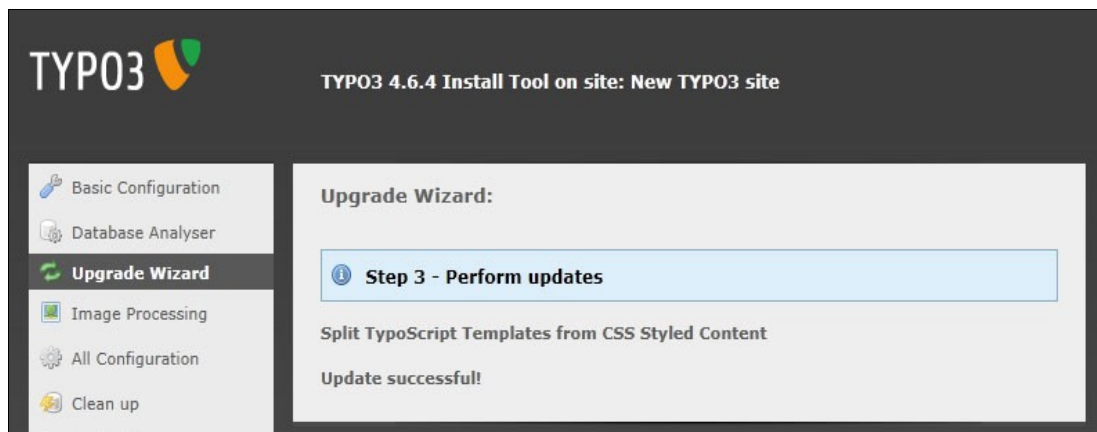 TYPO3
TYPO3 4.6.4 Install Tool on site: New TYPO3 site
Basic Configuration
Database Analyser
Upgrade Wizard
Image Processing
All Configuration
Clean up
Upgrade Wizard:
Step 3 - Perform updates
Split TypoScript Templates from CSS Styled Content
Update successful!